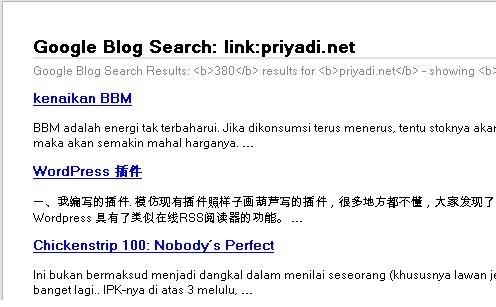 Google Blog Search: link:priyadi.net
Google Blog Search Results: <b>380</b> results for <b>priyadi.net</b> - showing <b>
kenaikan BBM
BBM adalah energi tak terbaharui. Jika dikonsumsi terus menerus, tentu stoknya akan
maka akan semakin mahal harganya. ...
WordPress 插件
一、我编写的插件. 模仿现有插件照样子画葫芦写的插件，很多地方都不懂，大家发现了
Wordpress 具有了类似在线RSS阅读器的功能。 ...
Chickenstrip 100: Nobody's Perfect
Ini bukan bermaksud menjadi dangkal dalam menilai seseorang (khususnya lawan je
banget lagi.. IPK-nya di atas 3 melulu, ...